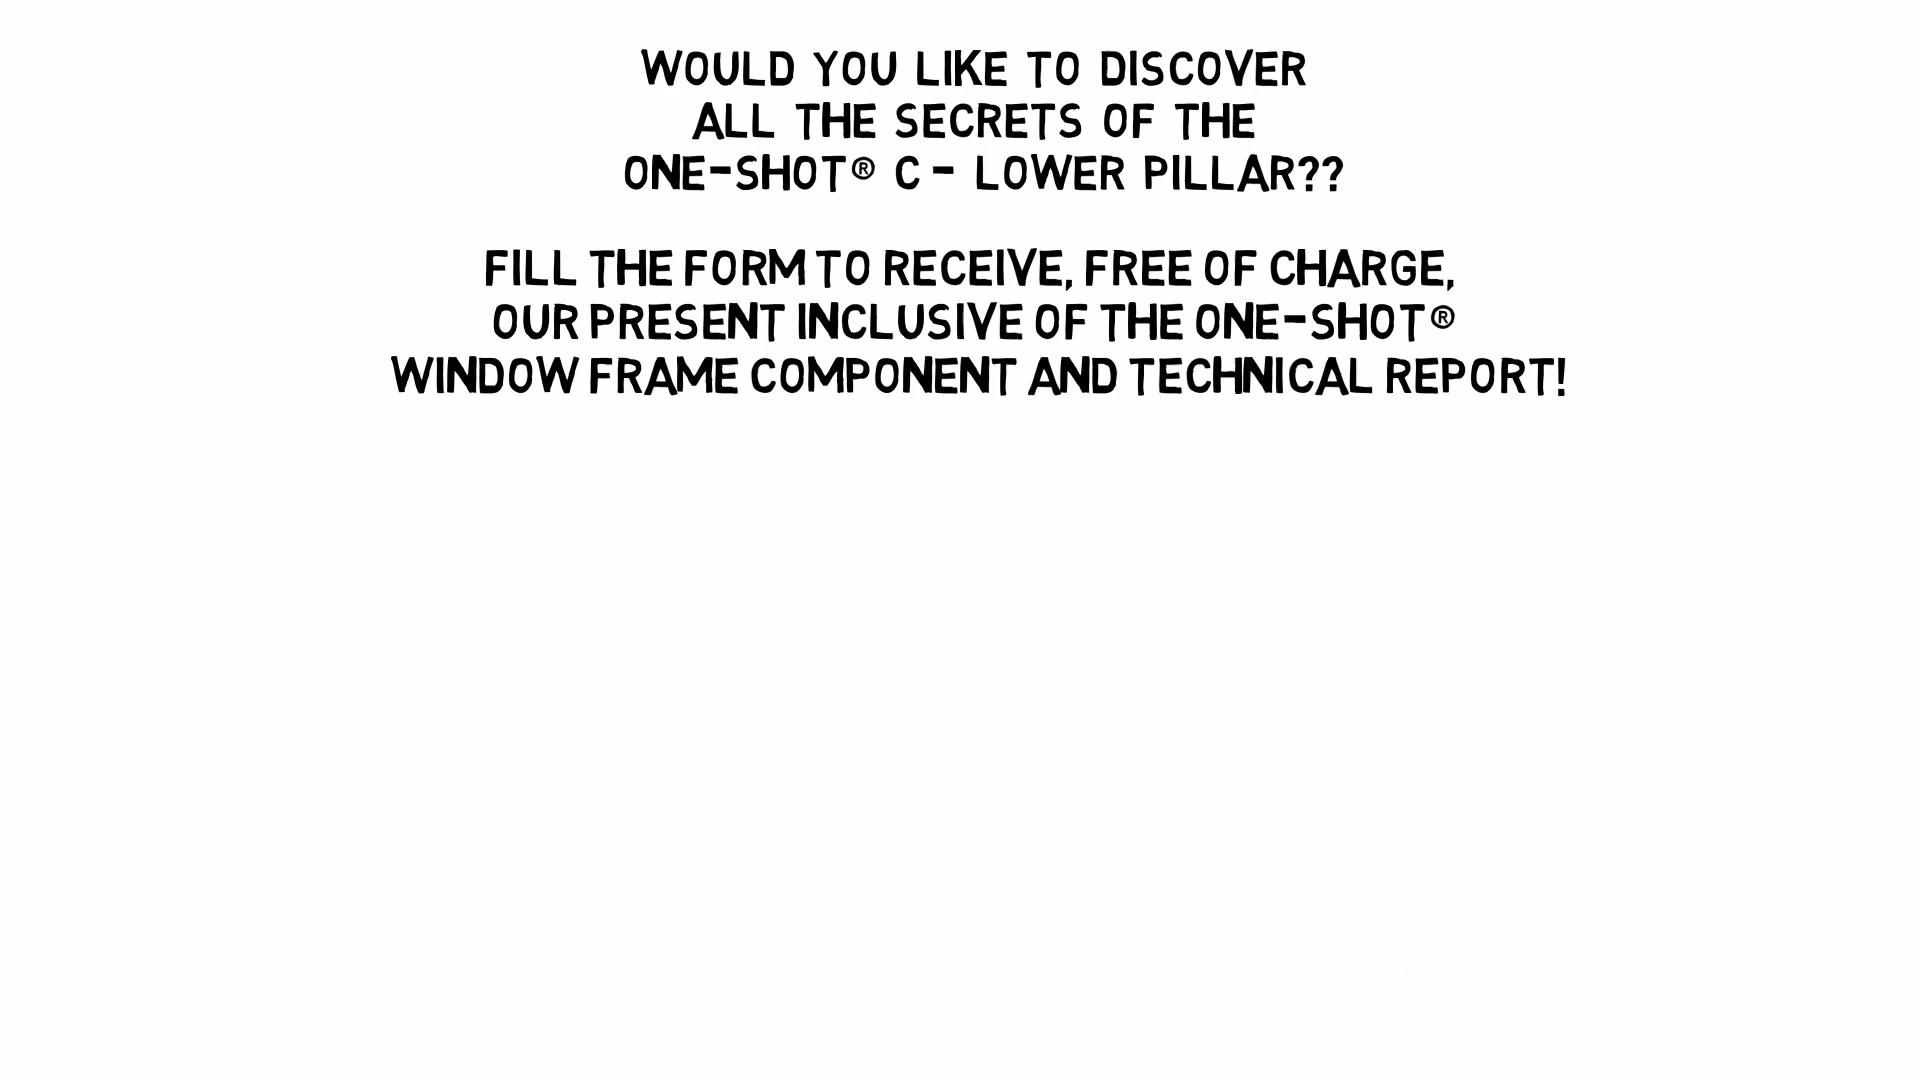 WOULD YOU LIKE TO DISCOVER
ALL THE SECRETS OF THE
ONE-SHOT® C - LOWER PILLAR??
FILL THE FORM TO RECEIVE, FREE OF CHARGE,
OUR PRESENT INCLUSIVE OF THE ONE-SHOT®
WINDOW FRAME COMPONENT AND TECHNICAL REPORT!